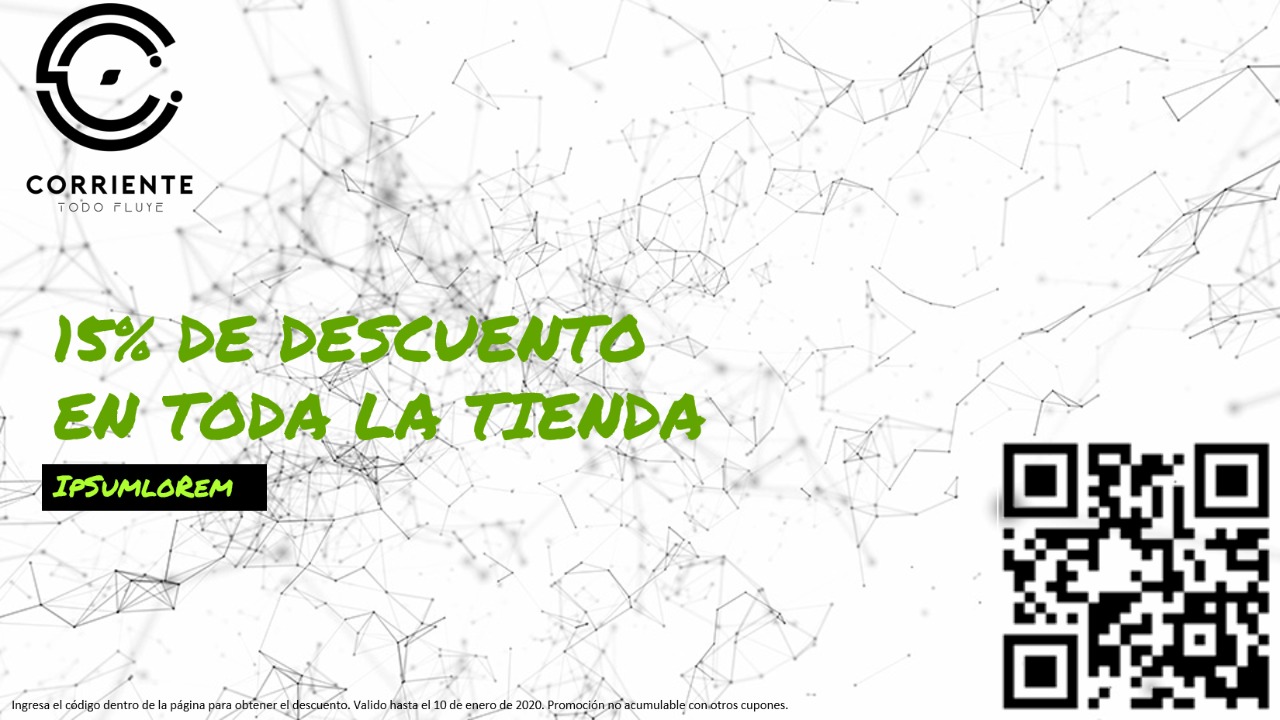 CORRIENTE
TODO FLUYE
15% DE DESCUENTO
EN TODA LA TIENDA
IpSumloRem
Ingresa el código dentro de la página para obtener el descuento. Valido hasta el 10 de enero de 2020. Promoción no acumulable con otros cupones.